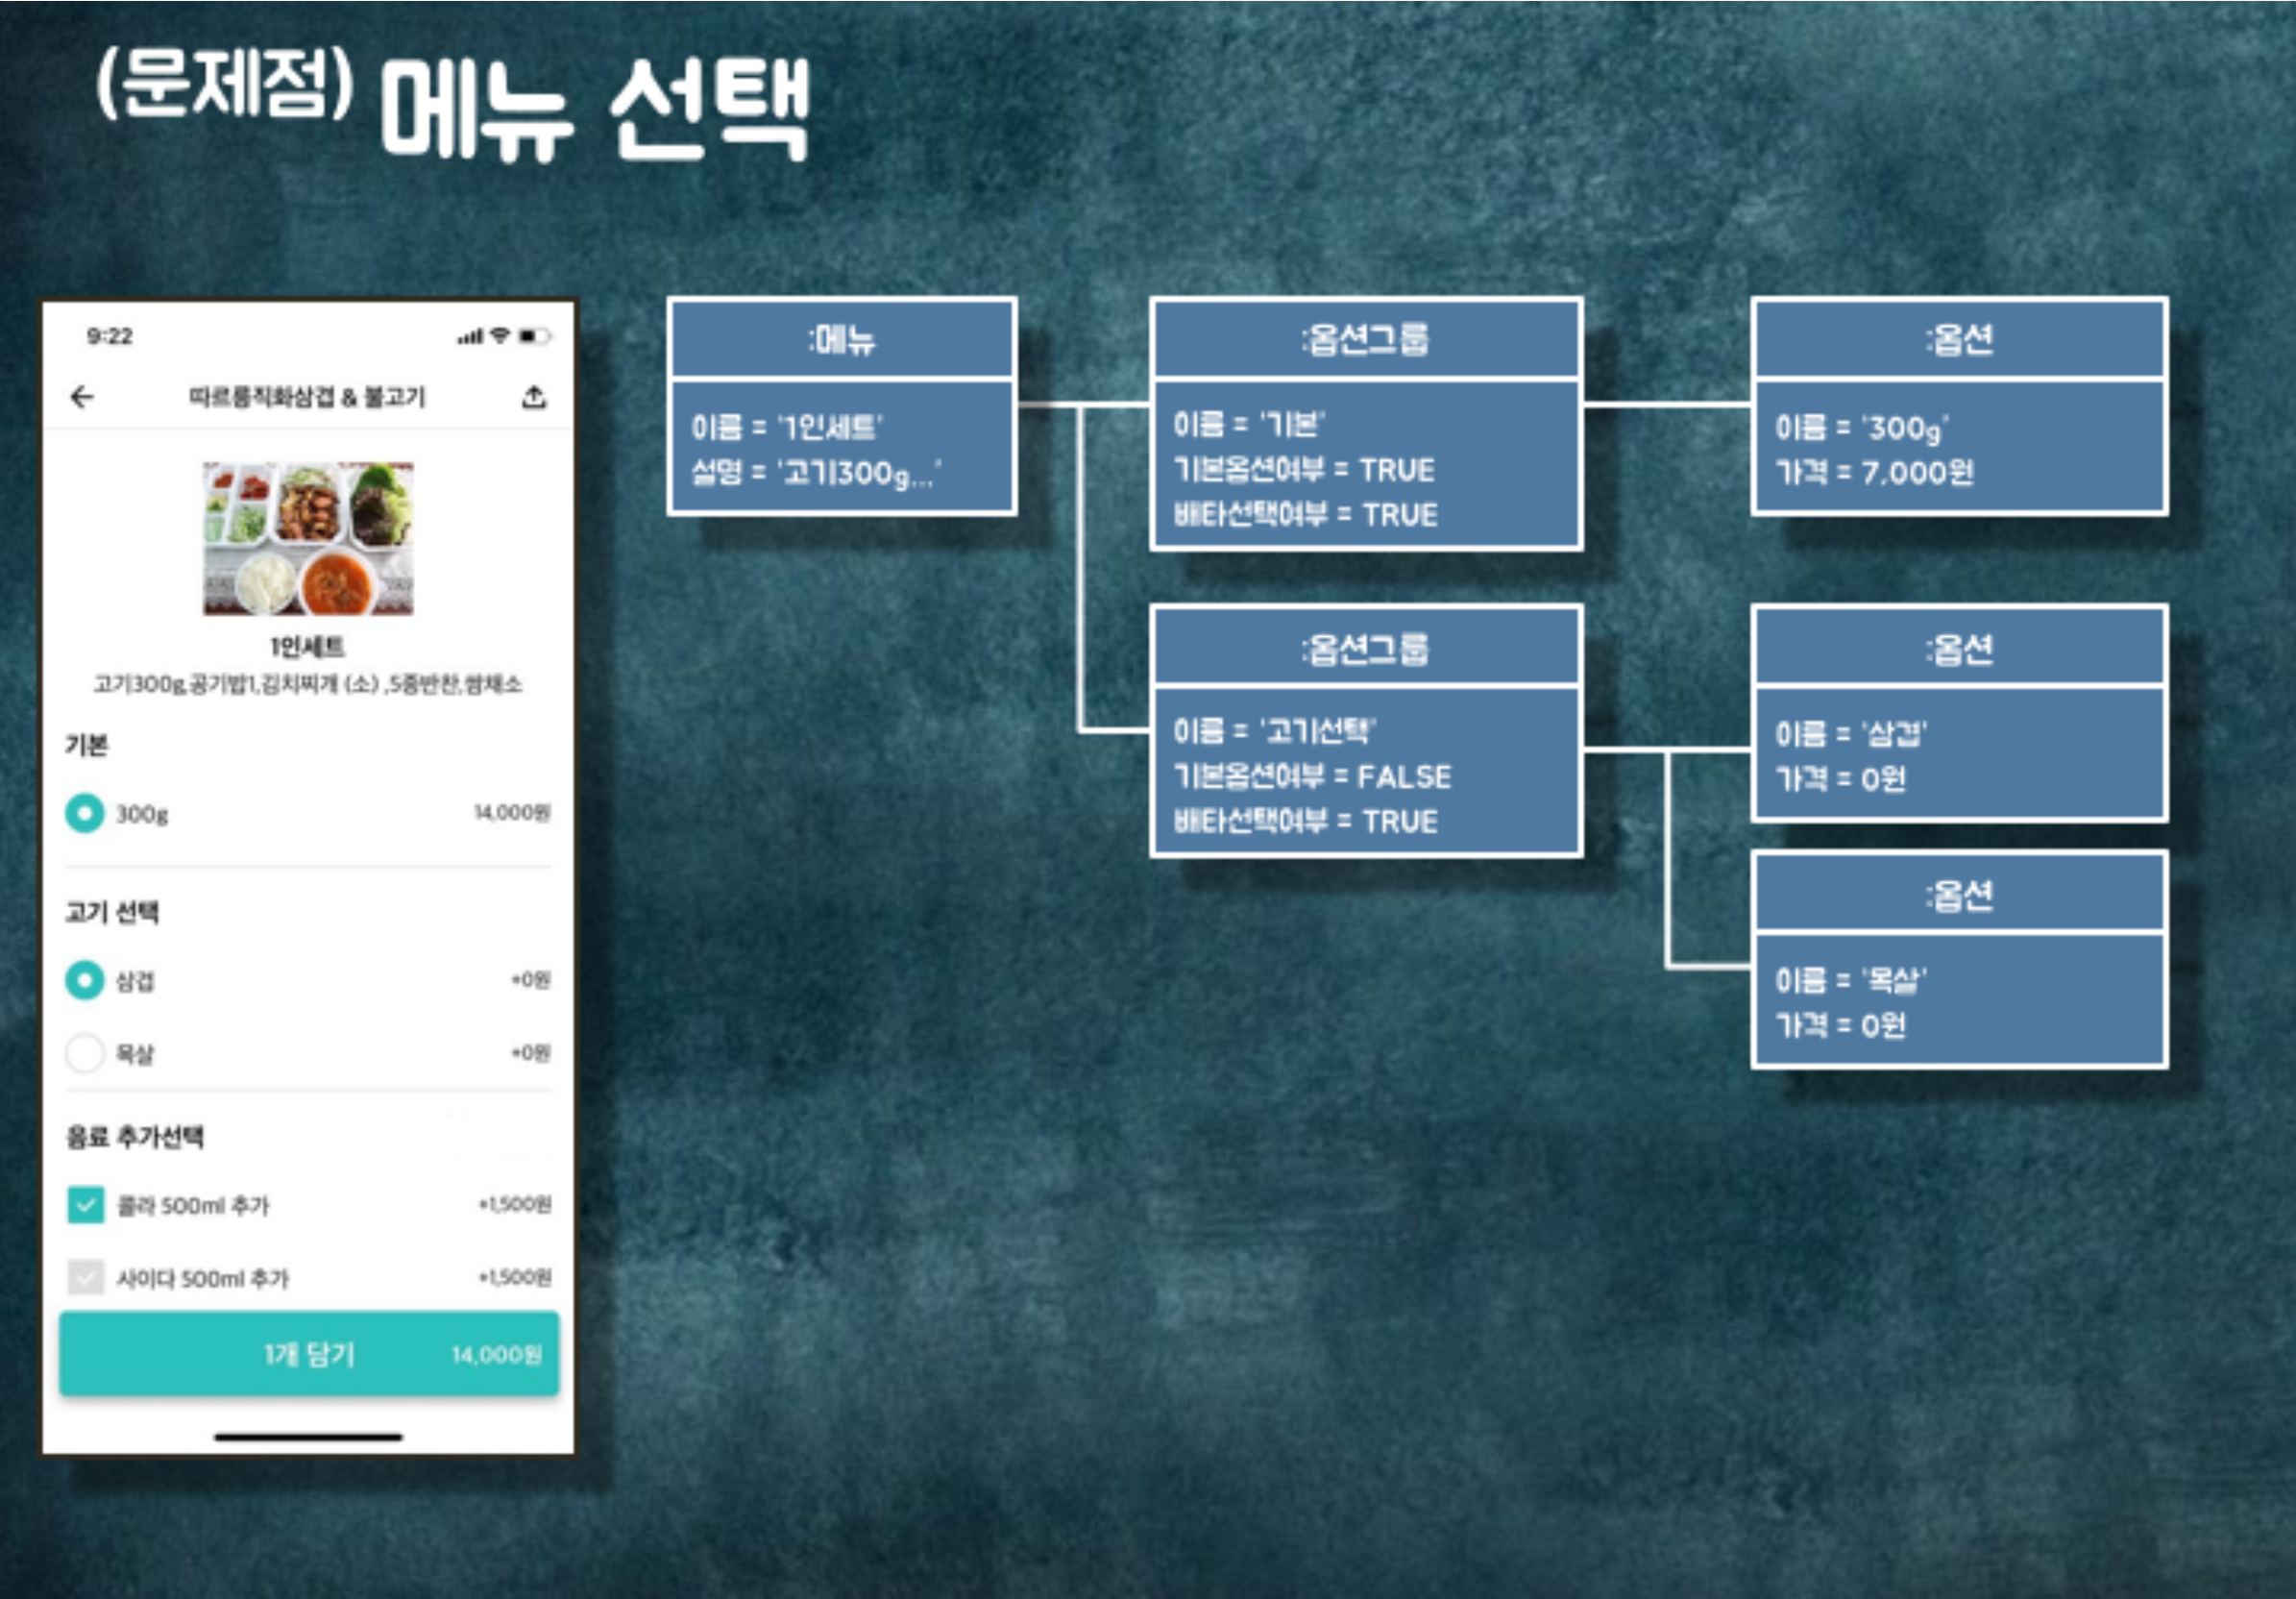 (문제점) 메뉴 선택
9:22
따르릉직화삼겹 & 불고기
1인세트
고기300g,공기밥1,김치찌개 (소) ,5종반찬,쌈채소
기본
300g 14,000원
고기 선택
삼겹 +0원
목살 +0원
음료 추가선택
콜라 500ml 추가 +1,500원
사이다 500ml 추가 +1,500원
1개 담기 14,000원
:메뉴
이름 = '1인세트'
설명 = '고기300g...'
:옵션그룹
이름 = '기본'
기본옵션여부 = TRUE
배타선택여부 = TRUE
:옵션
이름 = '300g'
가격 = 7,000원
:옵션그룹
이름 = '고기선택'
기본옵션여부 = FALSE
배타선택여부 = TRUE
:옵션
이름 = '삼겹'
가격 = 0원
:옵션
이름 = '목살'
가격 = 0원